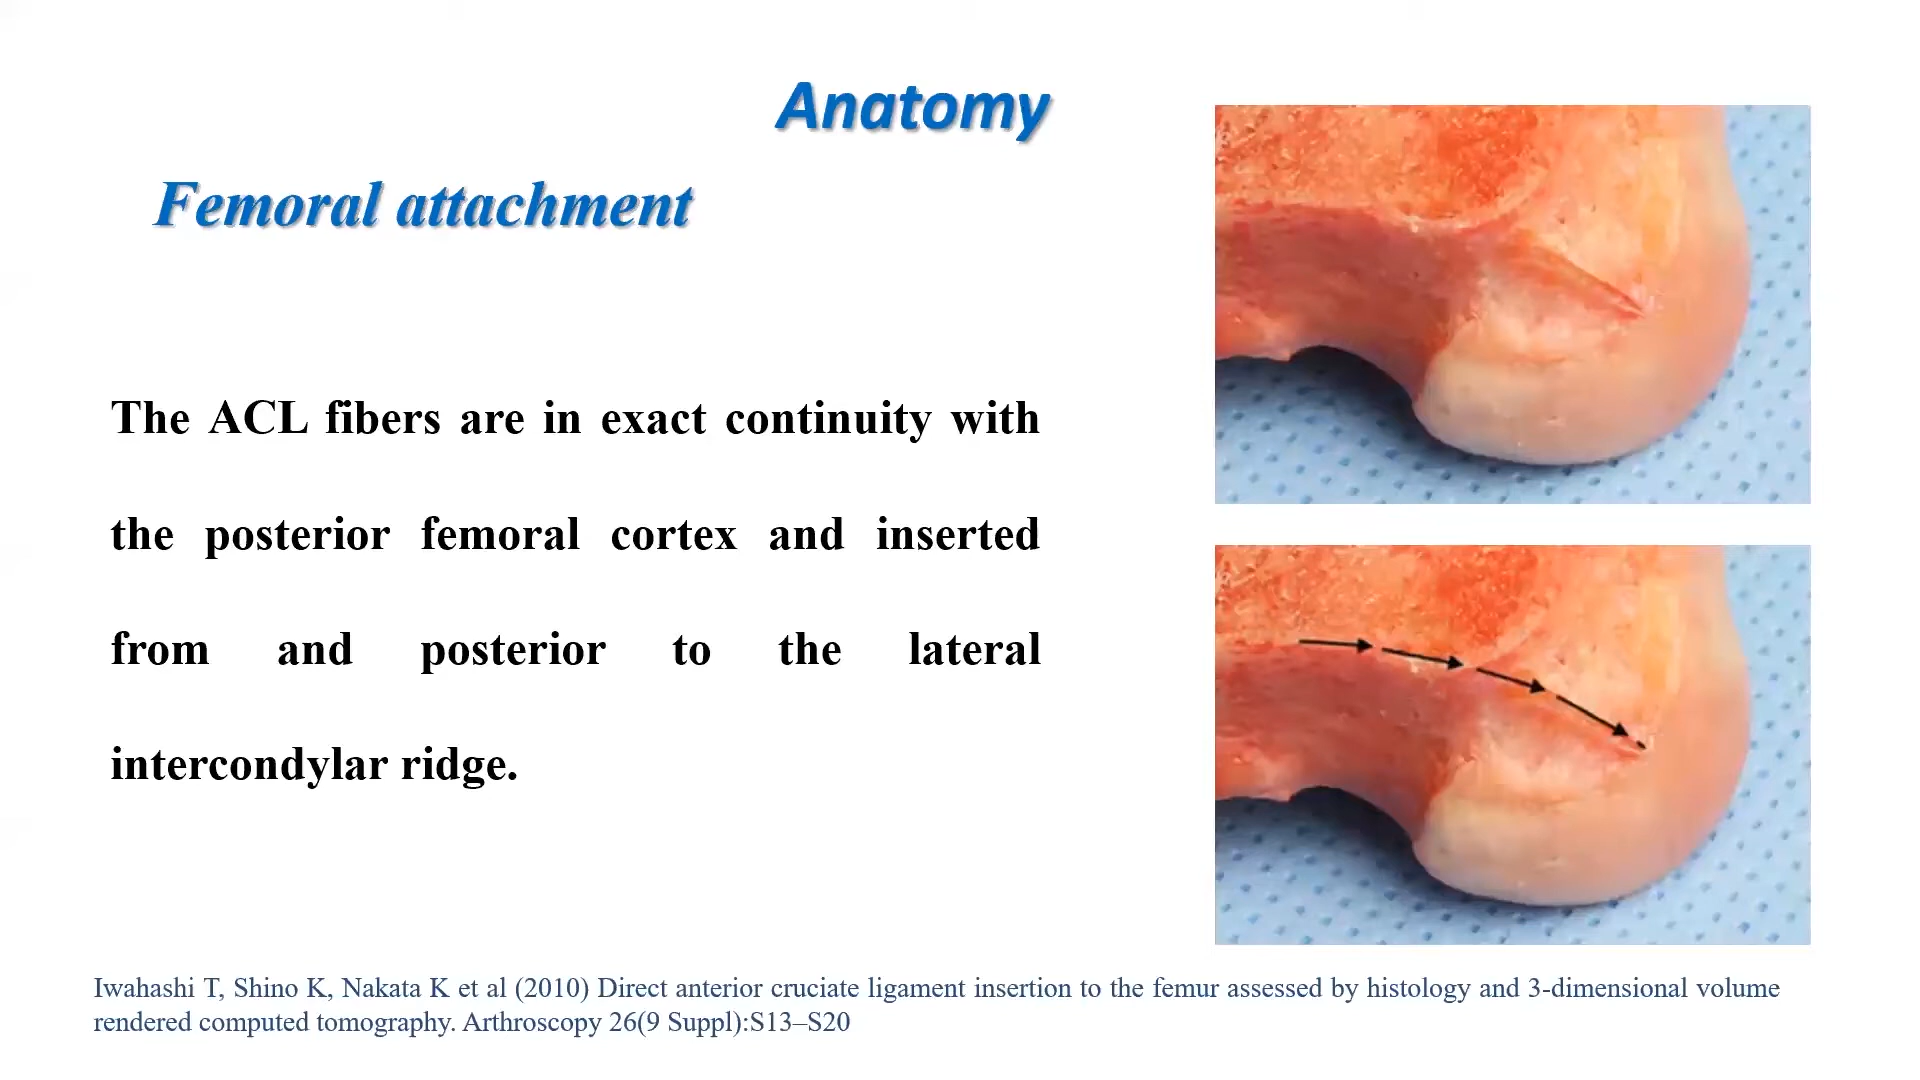 Anatomy
Femoral attachment
The ACL fibers are in exact continuity with
the posterior femoral cortex and inserted
from and posterior to the lateral
intercondylar ridge.
Iwahashi T, Shino K, Nakata K et al (2010) Direct anterior cruciate ligament insertion to the femur assessed by histology and 3-dimensional volume
rendered computed tomography. Arthroscopy 26(9 Suppl):S13–S20